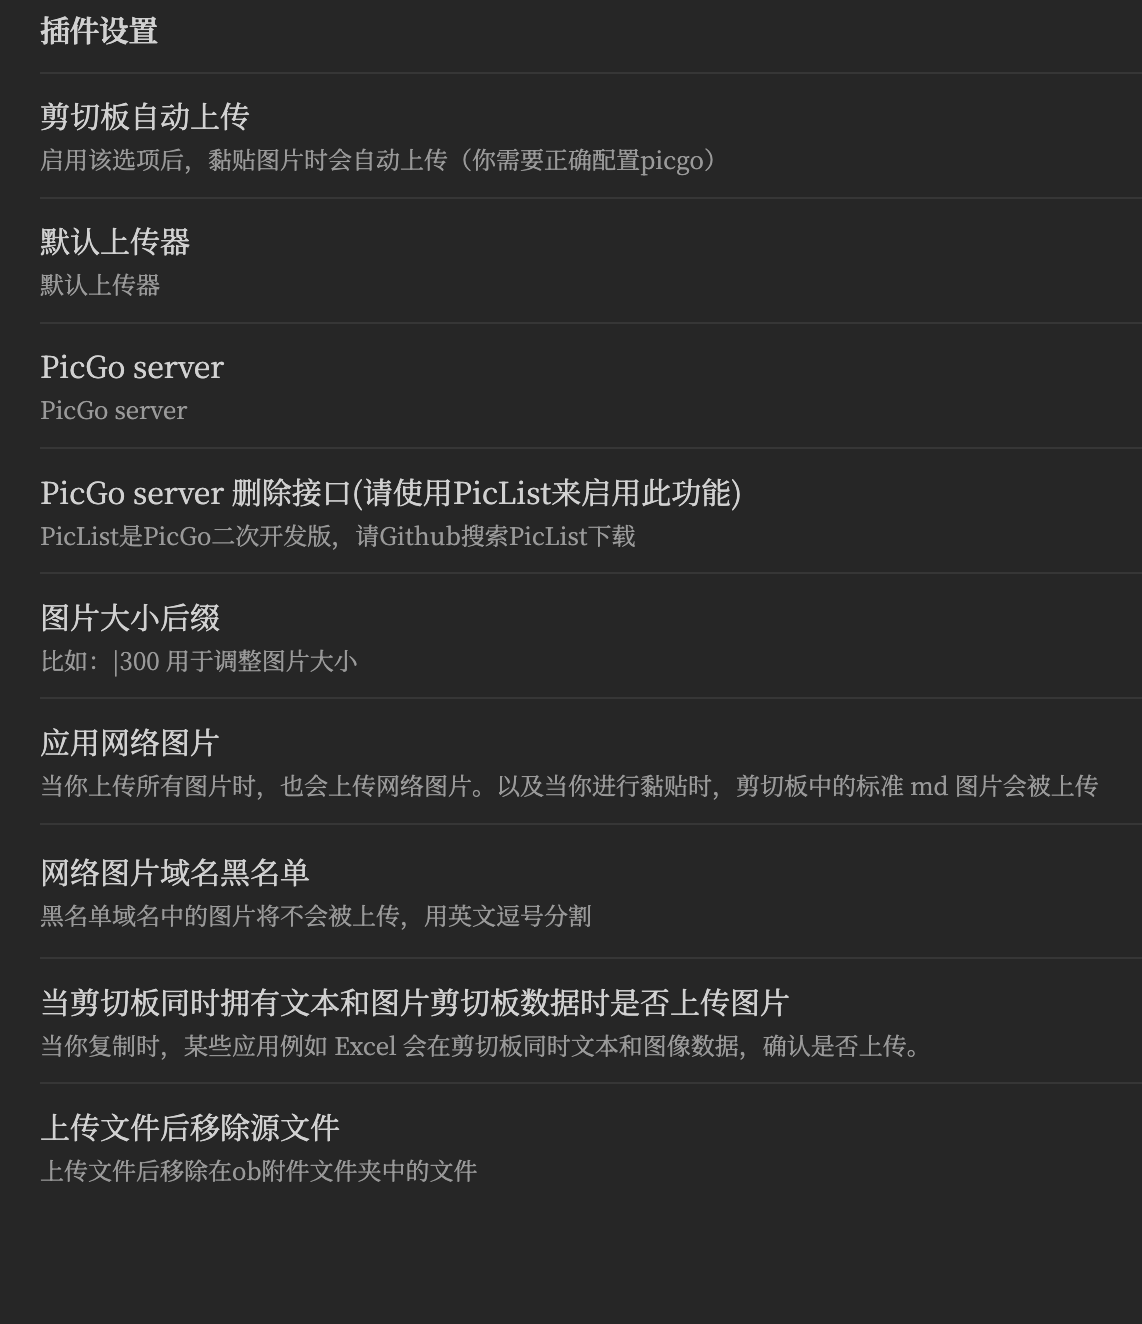 插件设置
剪切板自动上传
启用该选项后，黏贴图片时会自动上传（你需要正确配置picgo）
默认上传器
默认上传器
PicGo server
PicGo server
PicGo server 删除接口(请使用PicList来启用此功能)
PicList是PicGo二次开发版，请Github搜索PicList下载
图片大小后缀
比如：|300 用于调整图片大小
应用网络图片
当你上传所有图片时，也会上传网络图片。以及当你进行黏贴时，剪切板中的标准 md 图片会被上传
网络图片域名黑名单
黑名单域名中的图片将不会被上传，用英文逗号分割
当剪切板同时拥有文本和图片剪切板数据时是否上传图片
当你复制时，某些应用例如 Excel 会在剪切板同时文本和图像数据，确认是否上传。
上传文件后移除源文件
上传文件后移除在ob附件文件夹中的文件